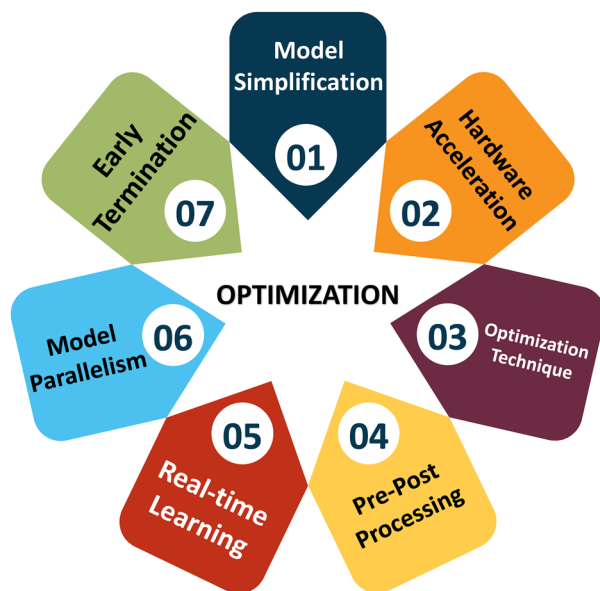 Model
Simplification
01
Hardware
Acceleration
02
OPTIMIZATION
03
Optimization
Technique
04
Pre-Post
Processing
05
Real-time
Learning
06
Model
Parallelism
07
Early
Termination